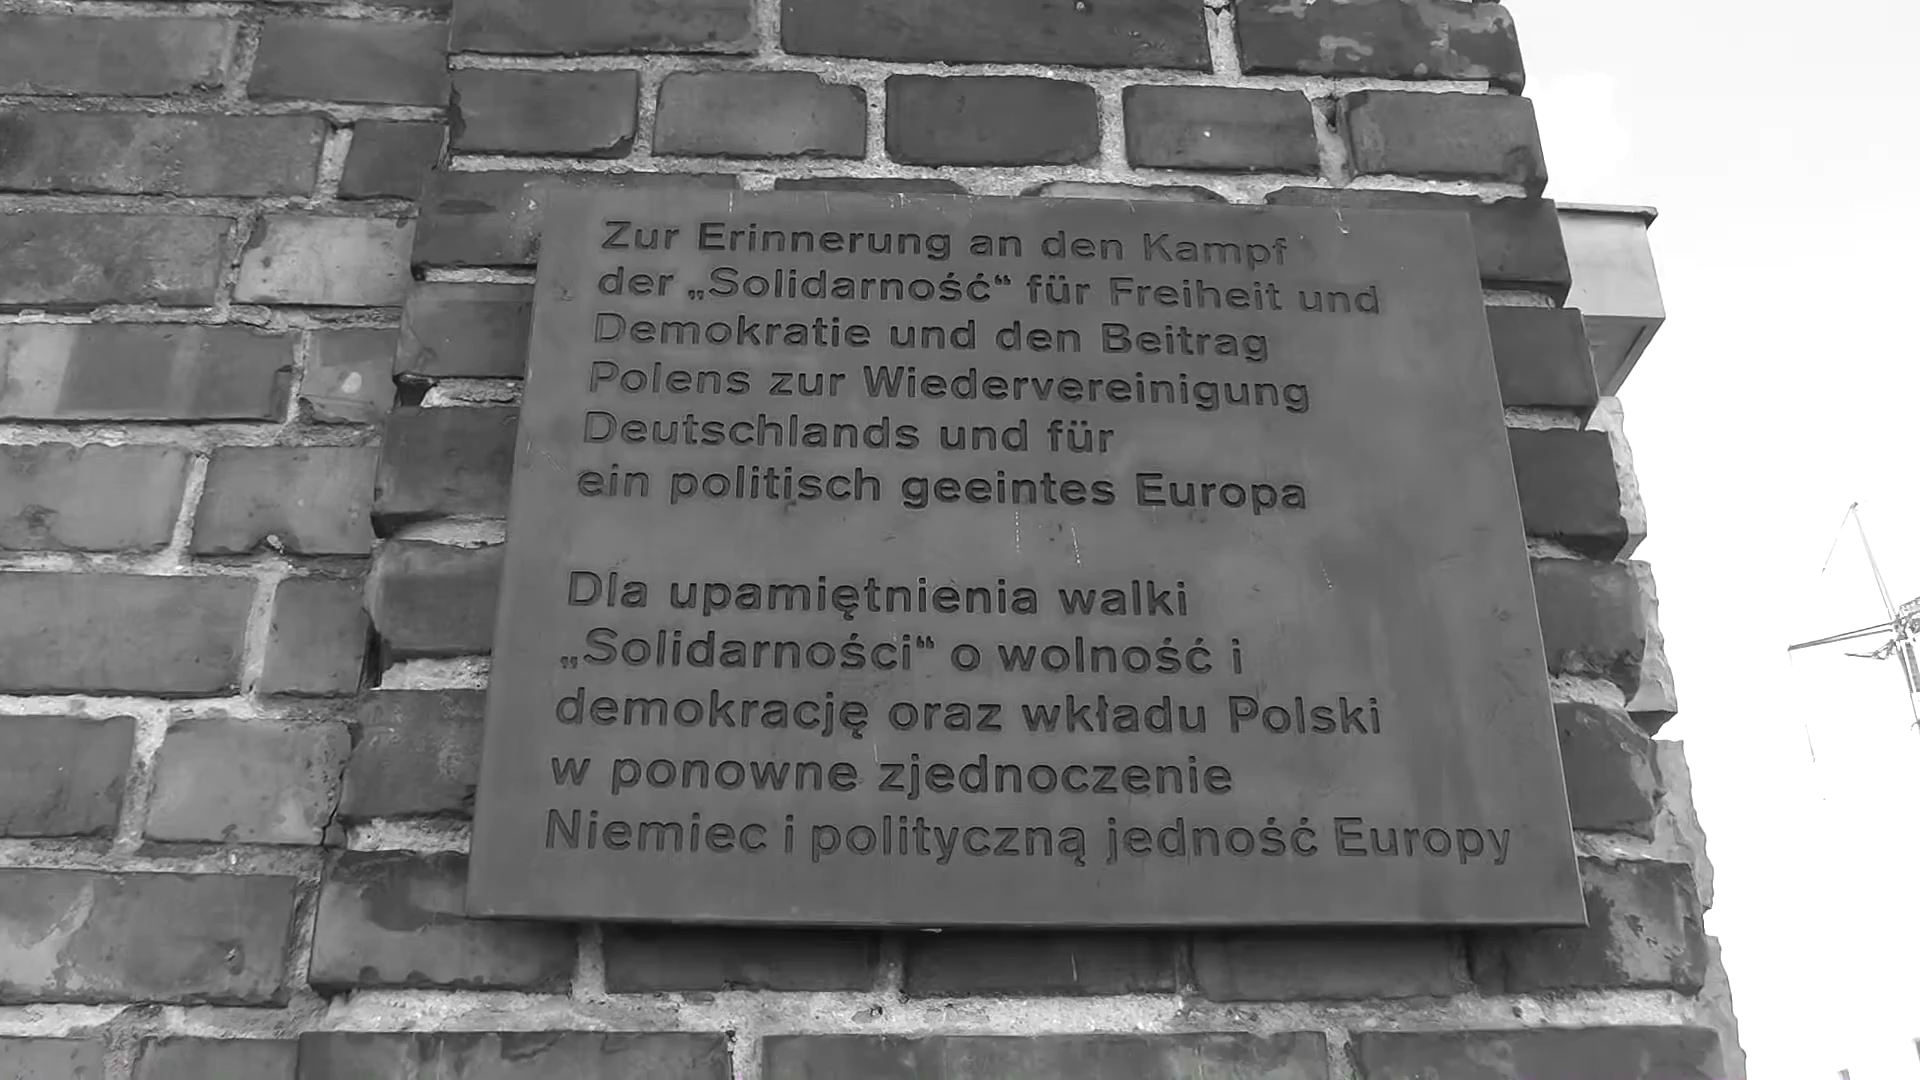 Zur Erinnerung an den Kampf
der „Solidarność“ für Freiheit und
Demokratie und den Beitrag
Polens zur Wiedervereinigung
Deutschlands und für
ein politisch geeintes Europa
Dla upamiętnienia walki
„Solidarności“ o wolność i
demokrację oraz wkładu Polski
w ponowne zjednoczenie
Niemiec i polityczną jedność Europy